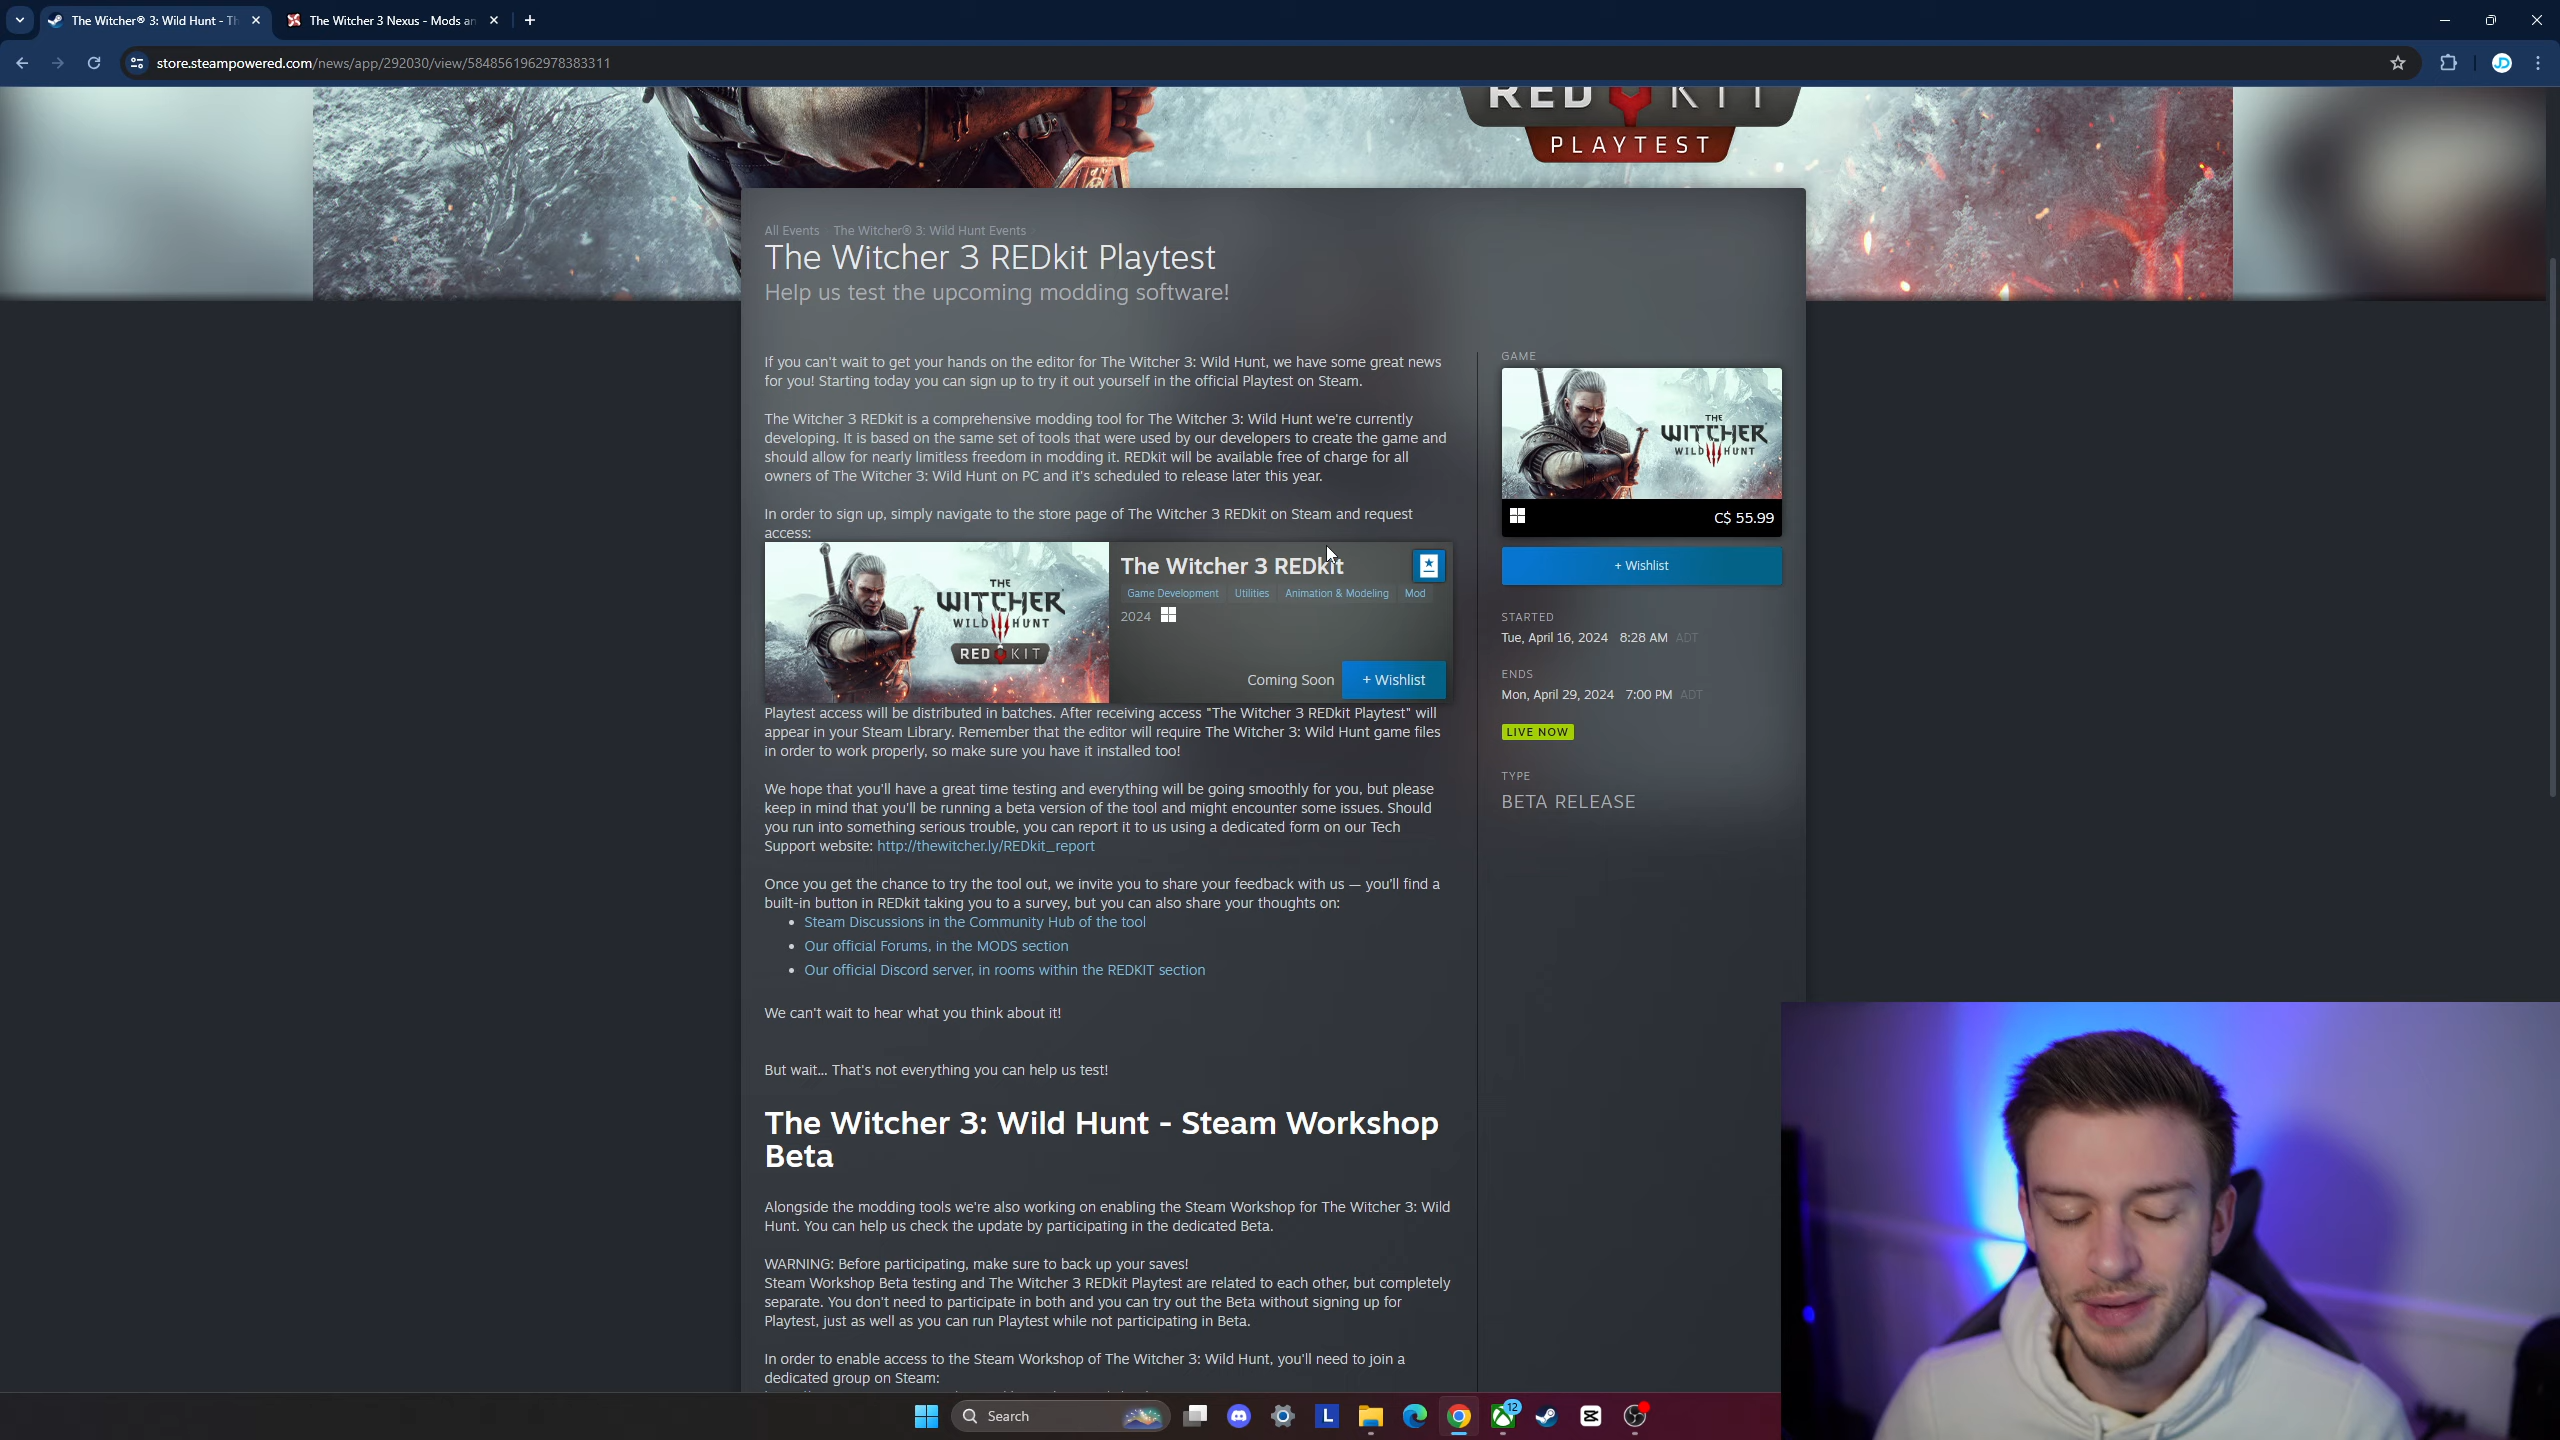 The Witcher® 3: Wild Hunt - Th
The Witcher 3 Nexus - Mods an
store.steampowered.com/news/app/292030/view/5848561962978383311
RED KIT
PLAYTEST
All Events The Witcher® 3: Wild Hunt Events
The Witcher 3 REDkit Playtest
Help us test the upcoming modding software!
If you can't wait to get your hands on the editor for The Witcher 3: Wild Hunt, we have some great news
for you! Starting today you can sign up to try it out yourself in the official Playtest on Steam.
The Witcher 3 REDkit is a comprehensive modding tool for The Witcher 3: Wild Hunt we're currently
developing. It is based on the same set of tools that were used by our developers to create the game and
should allow for nearly limitless freedom in modding it. REDkit will be available free of charge for all
owners of The Witcher 3: Wild Hunt on PC and it's scheduled to release later this year.
In order to sign up, simply navigate to the store page of The Witcher 3 REDkit on Steam and request
access:
THE
WITCHER
WILD HUNT
RED KIT
The Witcher 3 REDkit
Game Development Utilities Animation & Modeling Mod
2024
Coming Soon + Wishlist
Playtest access will be distributed in batches. After receiving access "The Witcher 3 REDkit Playtest" will
appear in your Steam Library. Remember that the editor will require The Witcher 3: Wild Hunt game files
in order to work properly, so make sure you have it installed too!
We hope that you'll have a great time testing and everything will be going smoothly for you, but please
keep in mind that you'll be running a beta version of the tool and might encounter some issues. Should
you run into something serious trouble, you can report it to us using a dedicated form on our Tech
Support website: http://thewitcher.ly/REDkit_report
Once you get the chance to try the tool out, we invite you to share your feedback with us — you'll find a
built-in button in REDkit taking you to a survey, but you can also share your thoughts on:
• Steam Discussions in the Community Hub of the tool
• Our official Forums, in the MODS section
• Our official Discord server, in rooms within the REDKIT section
We can't wait to hear what you think about it!
But wait... That's not everything you can help us test!
The Witcher 3: Wild Hunt - Steam Workshop
Beta
Alongside the modding tools we're also working on enabling the Steam Workshop for The Witcher 3: Wild
Hunt. You can help us check the update by participating in the dedicated Beta.
WARNING: Before participating, make sure to back up your saves!
Steam Workshop Beta testing and The Witcher 3 REDkit Playtest are related to each other, but completely
separate. You don't need to participate in both and you can try out the Beta without signing up for
Playtest, just as well as you can run Playtest while not participating in Beta.
In order to enable access to the Steam Workshop of The Witcher 3: Wild Hunt, you'll need to join a
dedicated group on Steam:
GAME
THE
WITCHER
WILD HUNT
C$ 55.99
+ Wishlist
STARTED
Tue, April 16, 2024 8:28 AM ADT
ENDS
Mon, April 29, 2024 7:00 PM ADT
LIVE NOW
TYPE
BETA RELEASE
Search
L
12